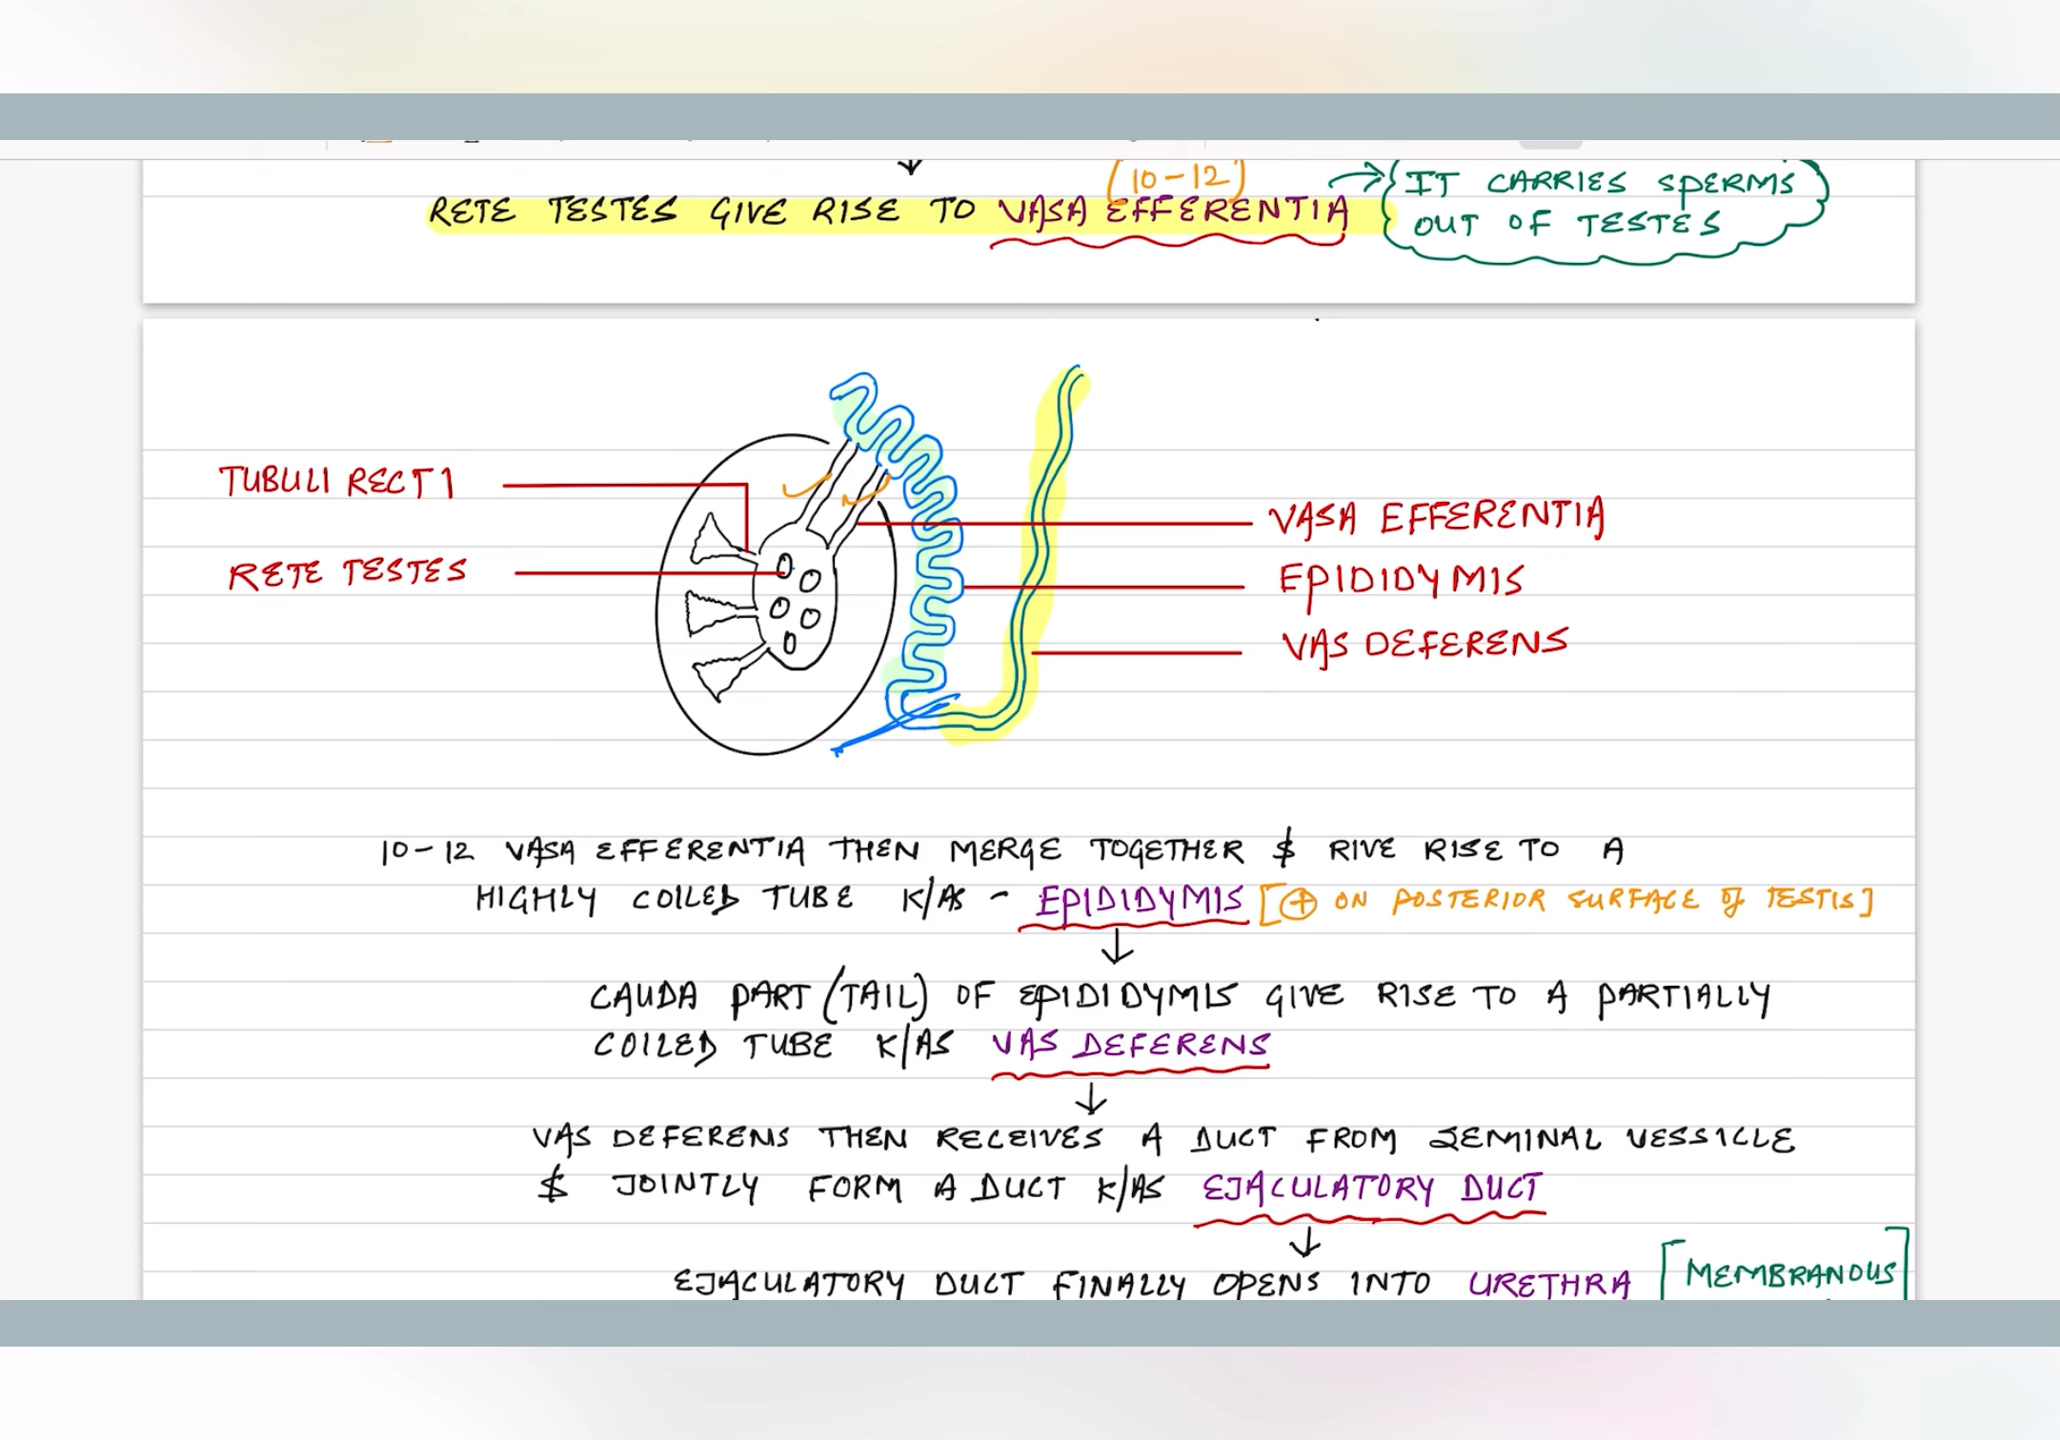 (10-12)
RETE TESTES GIVE RISE TO VASA EFFERENTIA
IT CARRIES SPERMS
OUT OF TESTES
TUBULI RECTI
RETE TESTES
VASA EFFERENTIA
EPIDIDYMIS
VAS DEFERENS
10-12 VASA EFFERENTIA THEN MERGE TOGETHER & RIVE RISE TO A
HIGHLY COILED TUBE K/AS - EPIDIDYMIS [⊕ ON POSTERIOR SURFACE of TESTIS]
CAUDA PART (TAIL) OF EPIDIDYMIS GIVE RISE TO A PARTIALLY
COILED TUBE K/AS VAS DEFERENS
VAS DEFERENS THEN RECEIVES A DUCT FROM SEMINAL VESSICLE
& JOINTLY FORM A DUCT K/AS EJACULATORY DUCT
EJACULATORY DUCT FINALLY OPENS INTO URETHRA [MEMBRANOUS]